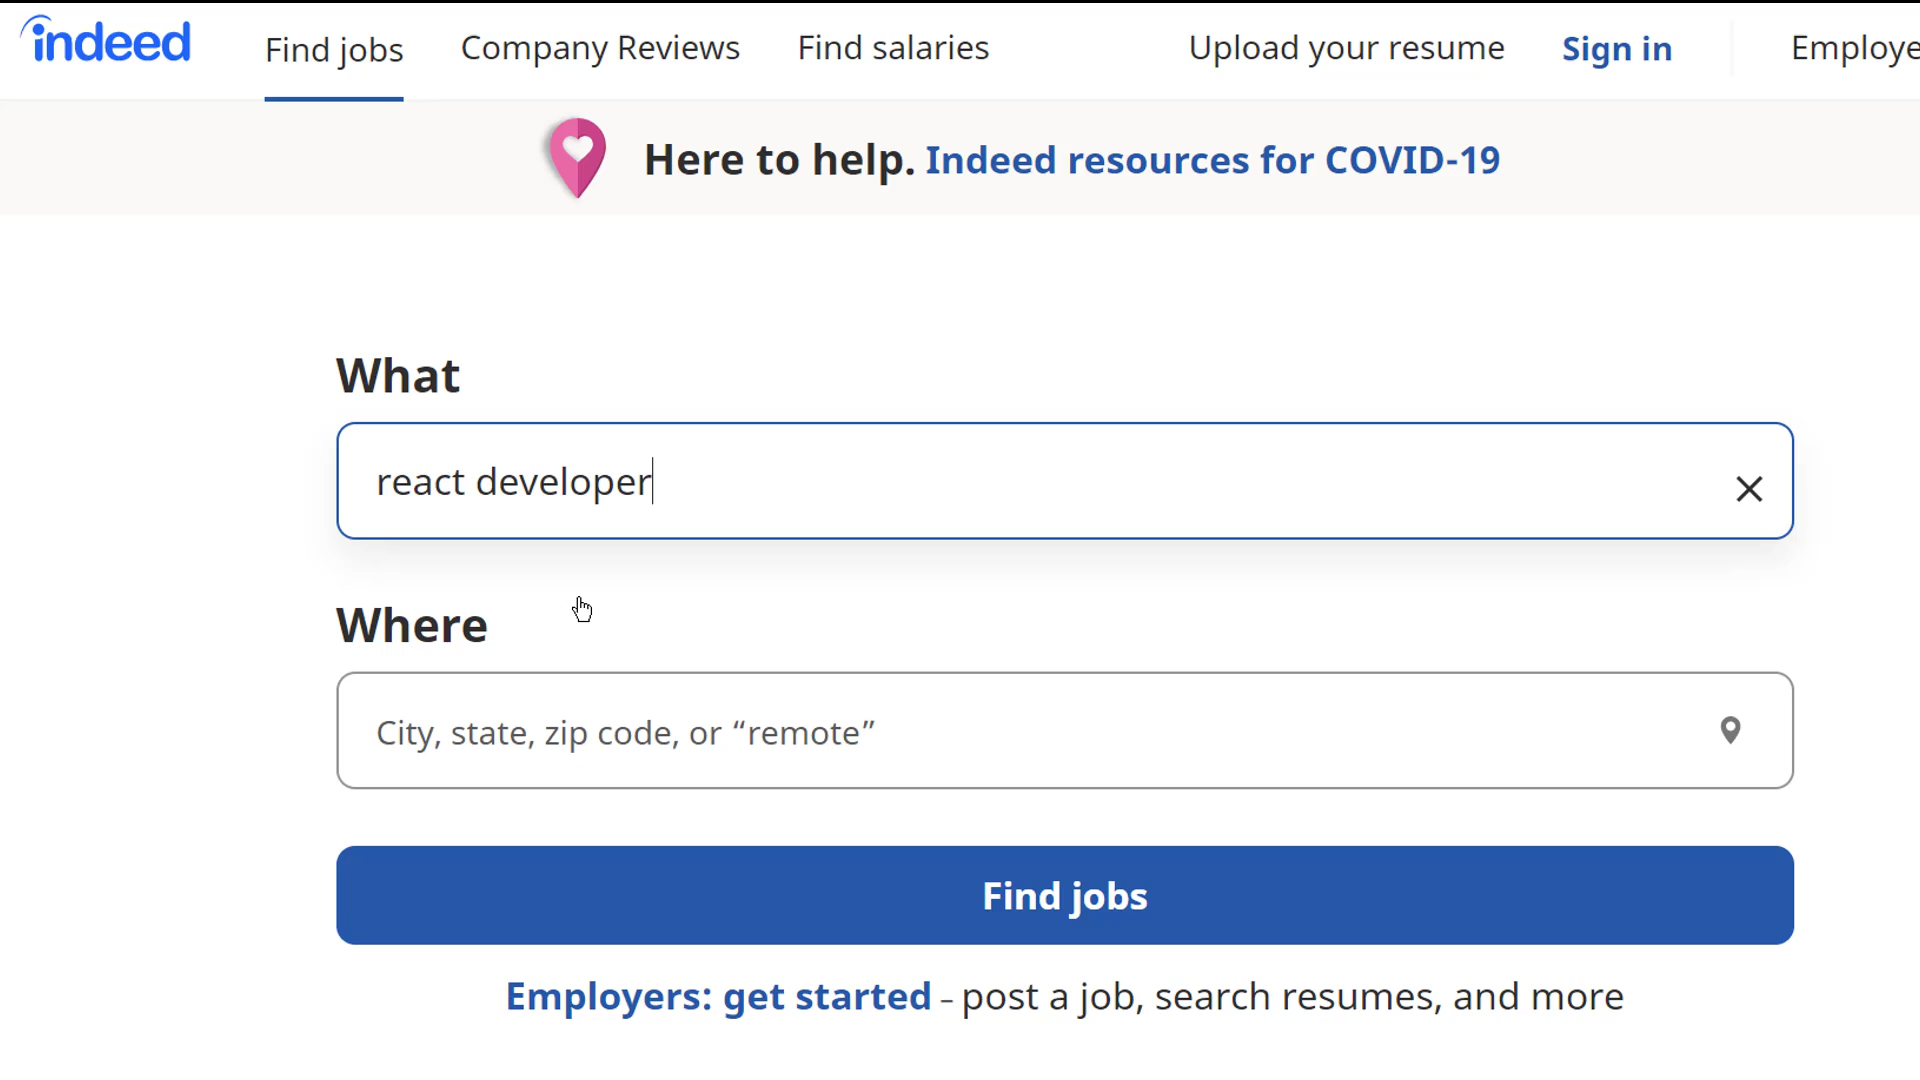 indeed
Find jobs
Company Reviews
Find salaries
Upload your resume
Sign in
Employe
Here to help. Indeed resources for COVID-19
What
react developer
Where
City, state, zip code, or “remote”
Find jobs
Employers: get started – post a job, search resumes, and more